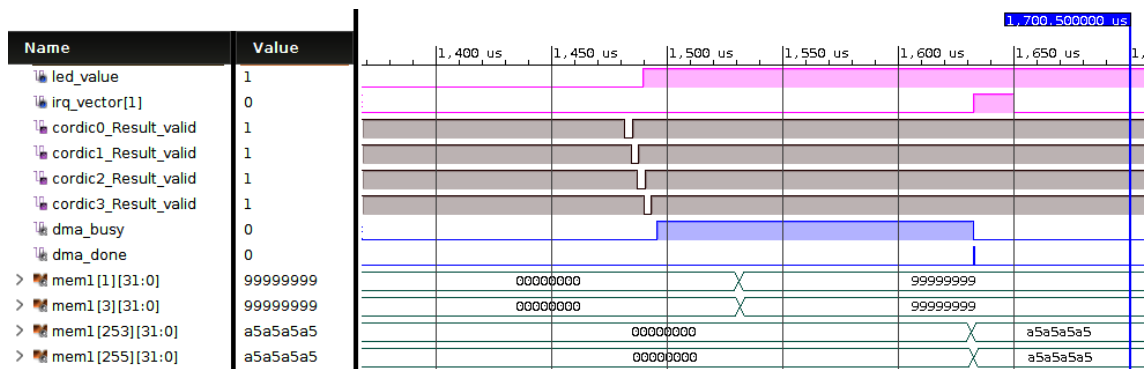 1,700.500000 us
Name Value
1,400 us 1,450 us 1,500 us 1,550 us 1,600 us 1,650 us 1,
led_value 1
irq_vector[1] 0
cordic0_Result_valid 1
cordic1_Result_valid 1
cordic2_Result_valid 1
cordic3_Result_valid 1
dma_busy 0
dma_done 0
mem1[1][31:0] 99999999 00000000 99999999
mem1[3][31:0] 99999999 00000000 99999999
mem1[253][31:0] a5a5a5a5 00000000 a5a5a5a5
mem1[255][31:0] a5a5a5a5 00000000 a5a5a5a5